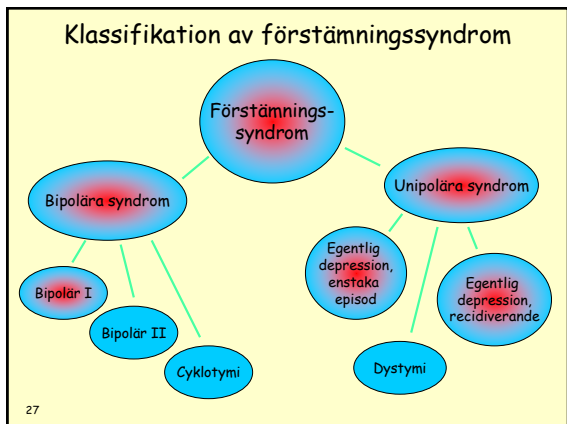 Klassifikation av förstämningssyndrom
Förstämnings-
syndrom
Bipolära syndrom
Unipolära syndrom
Bipolär I
Bipolär II
Cyklotymi
Egentlig
depression,
enstaka
episod
Dystymi
Egentlig
depression,
recidiverande
27